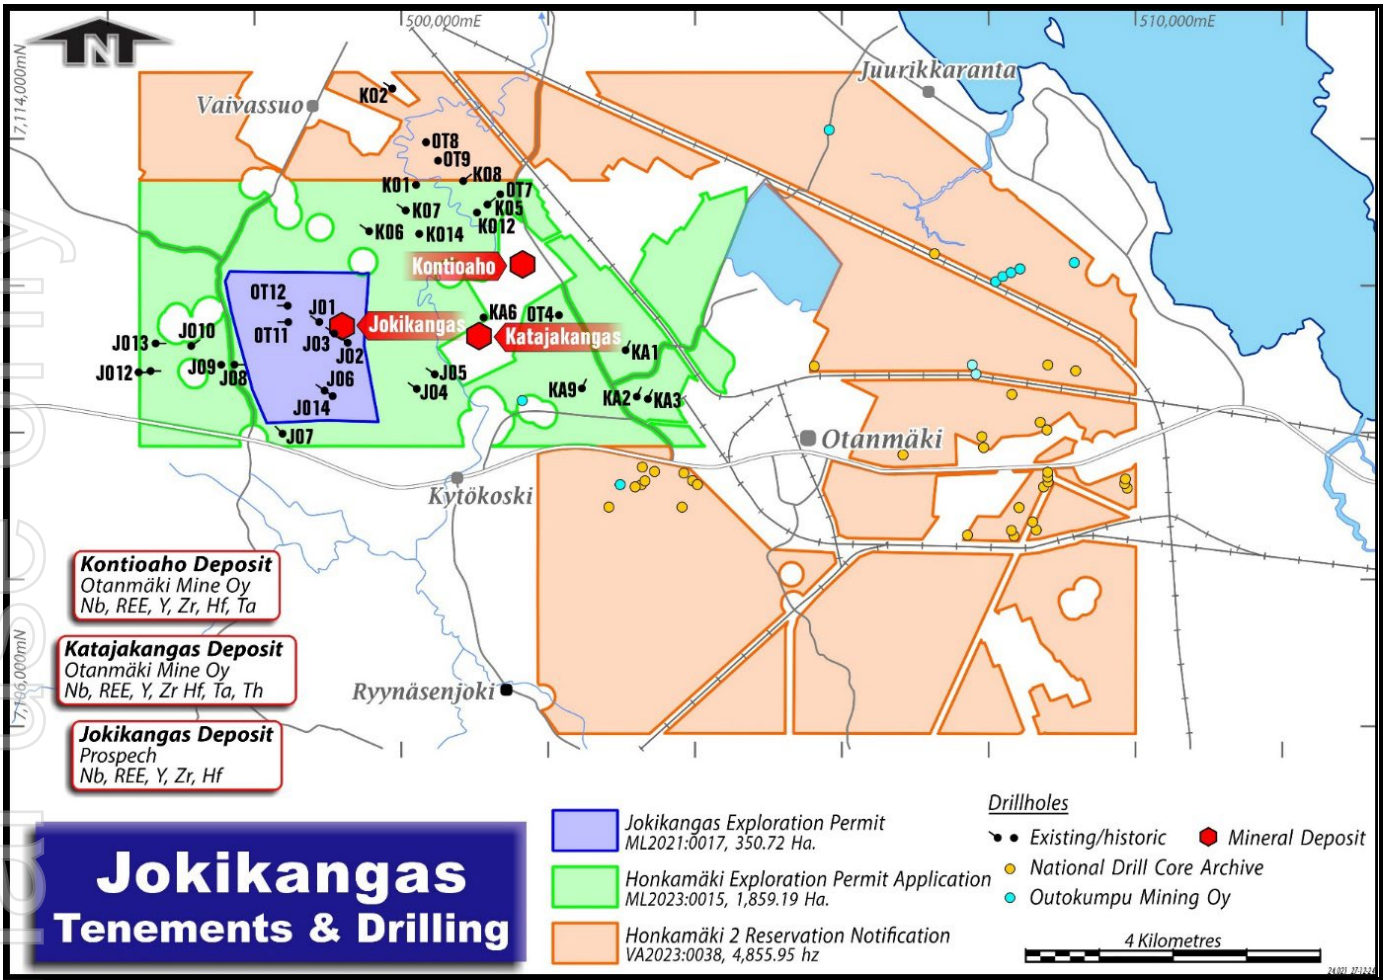 500,000mE
510,000mE
N
7,114,000mN
Juurikkaranta
Vaivassuo
KO2
OT8
OT9
KO8
KO1
OT7
KO7
KO5
KO12
KO6
KO14
Kontioaho
OT12
JO1
KA6
OT4
Jokikangas
OT11
JO10
JO3
Katajakangas
JO13
JO2
KA1
JO12
JO9
JO8
JO6
JO5
JO4
KA9
KA2
KA3
JO14
JO7
Otanmäki
Kytökoski
Kontioaho Deposit
Otanmäki Mine Oy
Nb, REE, Y, Zr, Hf, Ta
Katajakangas Deposit
Otanmäki Mine Oy
Nb, REE, Y, Zr Hf, Ta, Th
7,106,000mN
Ryynäsenjoki
Jokikangas Deposit
Prospech
Nb, REE, Y, Zr, Hf
Jokikangas
Tenements & Drilling
Jokikangas Exploration Permit
ML2021:0017, 350.72 Ha.
Honkamäki Exploration Permit Application
ML2023:0015, 1,859.19 Ha.
Honkamäki 2 Reservation Notification
VA2023:0038, 4,855.95 hz
Drillholes
Existing/historic
Mineral Deposit
National Drill Core Archive
Outokumpu Mining Oy
4 Kilometres
use only